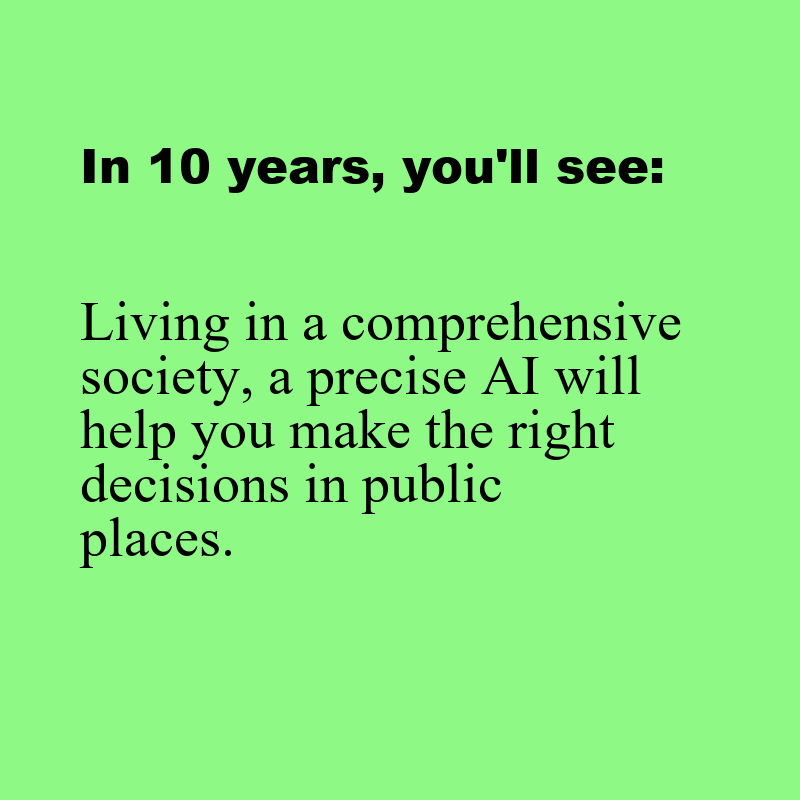 In 10 years, you'll see:
Living in a comprehensive
society, a precise AI will
help you make the right
decisions in public
places.